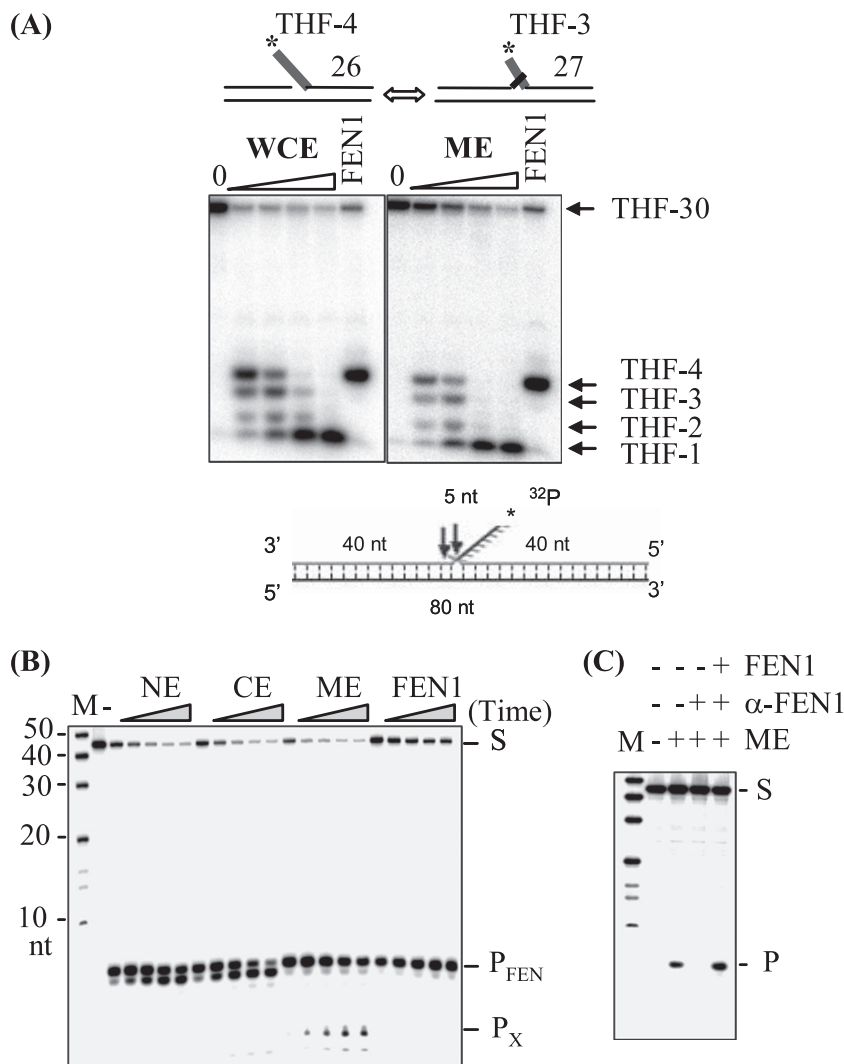 (A)
* THF-4
* THF-3
26
27
WCE
FEN1
ME
FEN1
0
0
THF-30
THF-4
THF-3
THF-2
THF-1
5 nt
32P
*
3’
40 nt
40 nt
5’
5’
80 nt
3’
(B)
(C)
- - - + FEN1
- - + + α-FEN1
M - + + + ME
M - NE CE ME FEN1 (Time)
50
40
30
20
10
nt
S
PFEN
PX
S
P